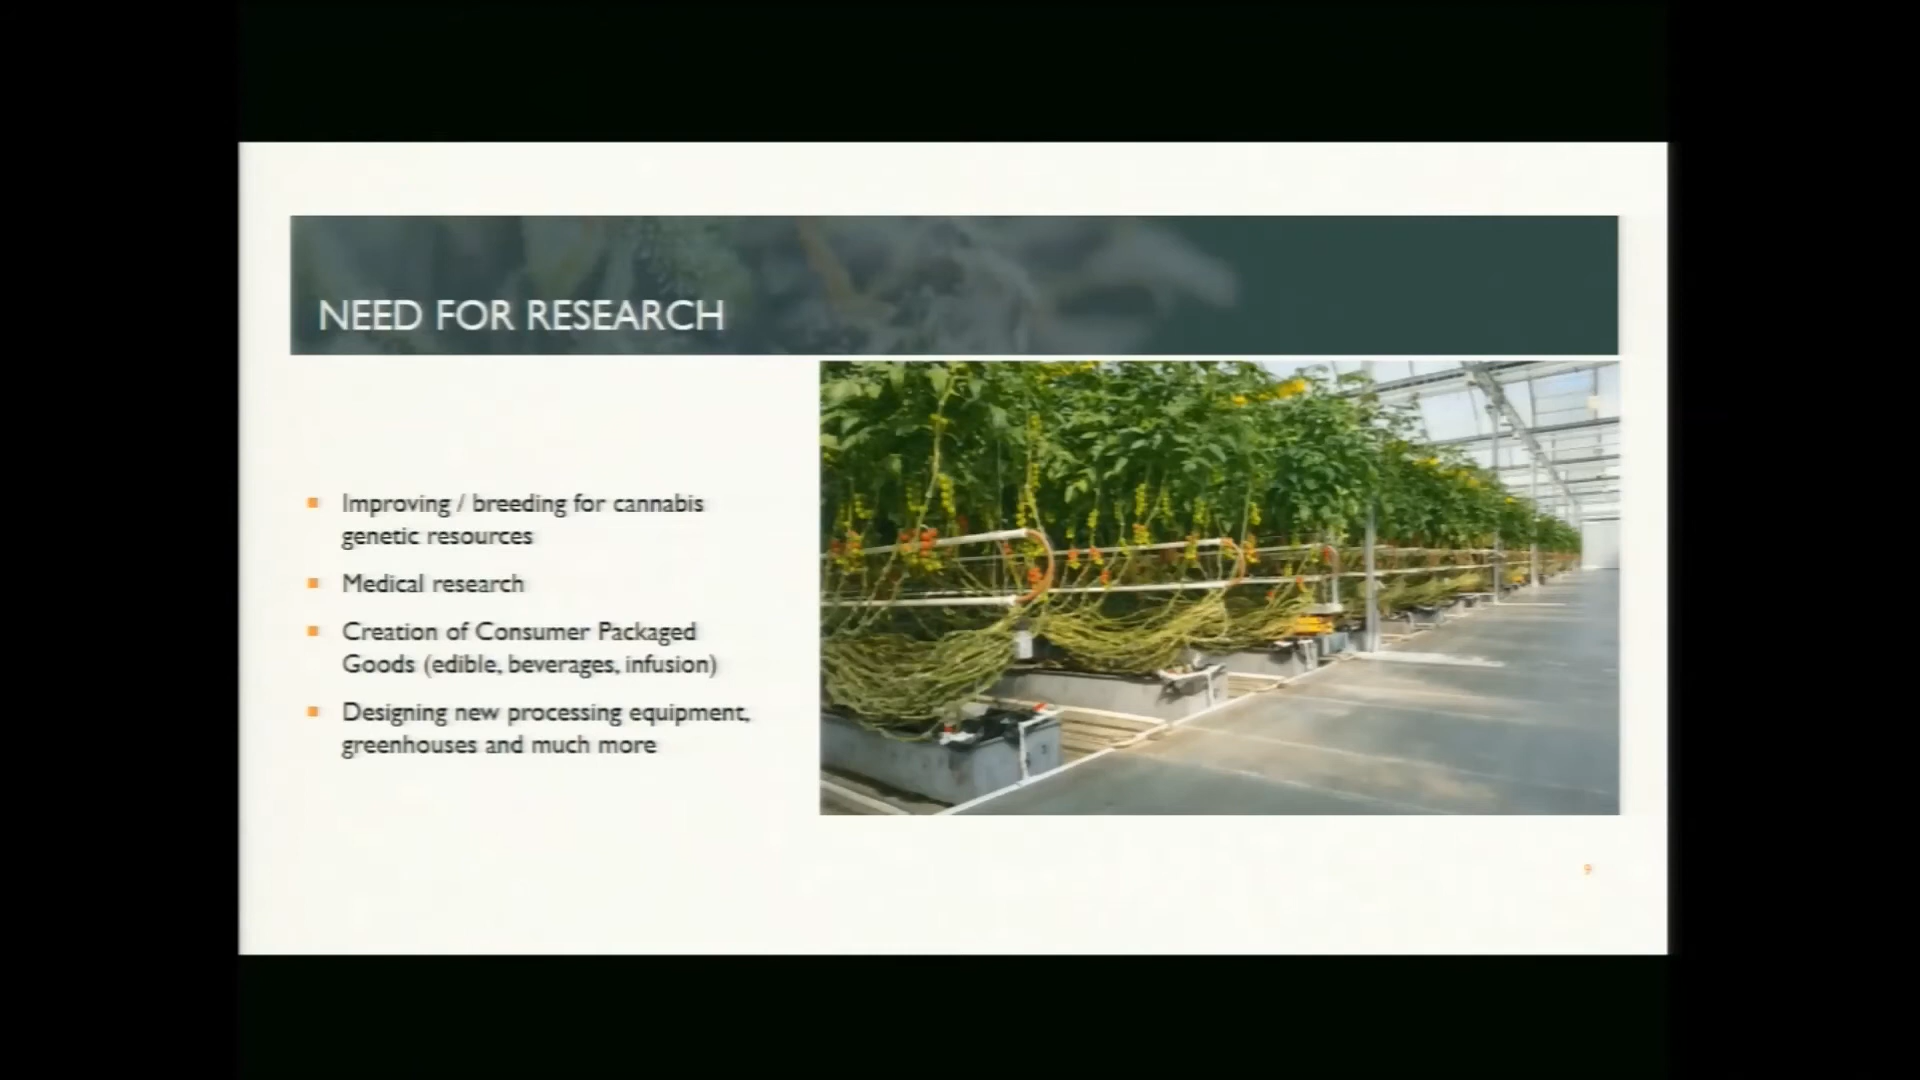 NEED FOR RESEARCH
Improving / breeding for cannabis
genetic resources
Medical research
Creation of Consumer Packaged
Goods (edible, beverages, infusion)
Designing new processing equipment,
greenhouses and much more
9